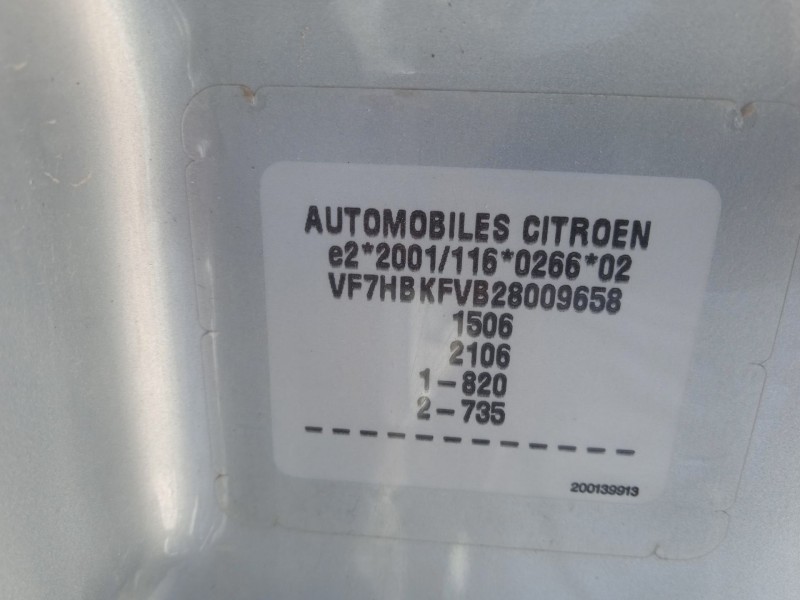 AUTOMOBILES CITROEN
e2*2001/116*0266*02
VF7HBKFVB28009658
1506
2106
1-820
2-735
------------
200139913